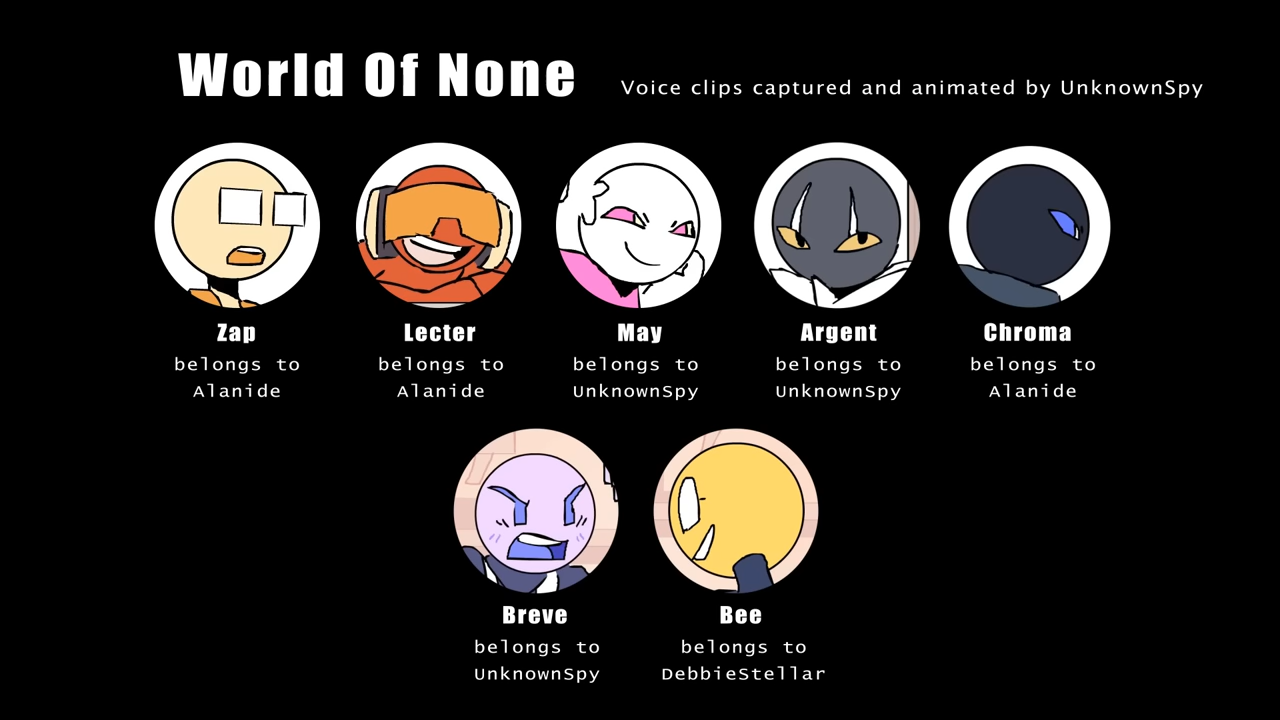 World Of None
Voice clips captured and animated by UnknownSpy
Zap
belongs to
Alanide
Lecter
belongs to
Alanide
May
belongs to
UnknownSpy
Argent
belongs to
UnknownSpy
Chroma
belongs to
Alanide
Breve
belongs to
UnknownSpy
Bee
belongs to
DebbieStellar